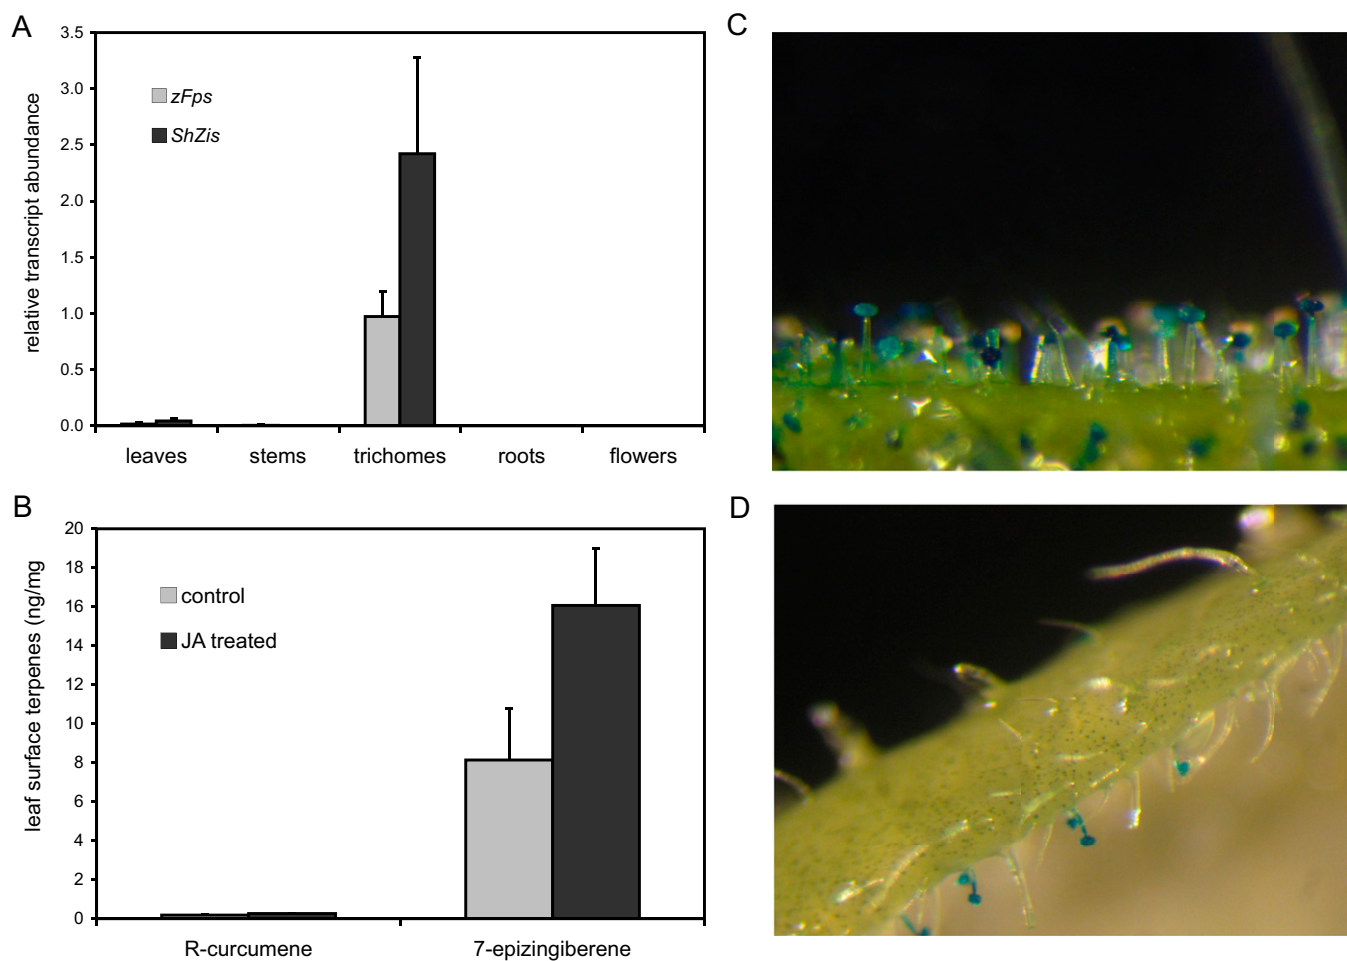 A
3.5
3.0
2.5
2.0
1.5
1.0
0.5
0.0
relative transcript abundance
zFps
ShZis
leaves stems trichomes roots flowers
B
20
18
16
14
12
10
8
6
4
2
0
leaf surface terpenes (ng/mg)
control
JA treated
R-curcumene 7-epizingiberene
C
D